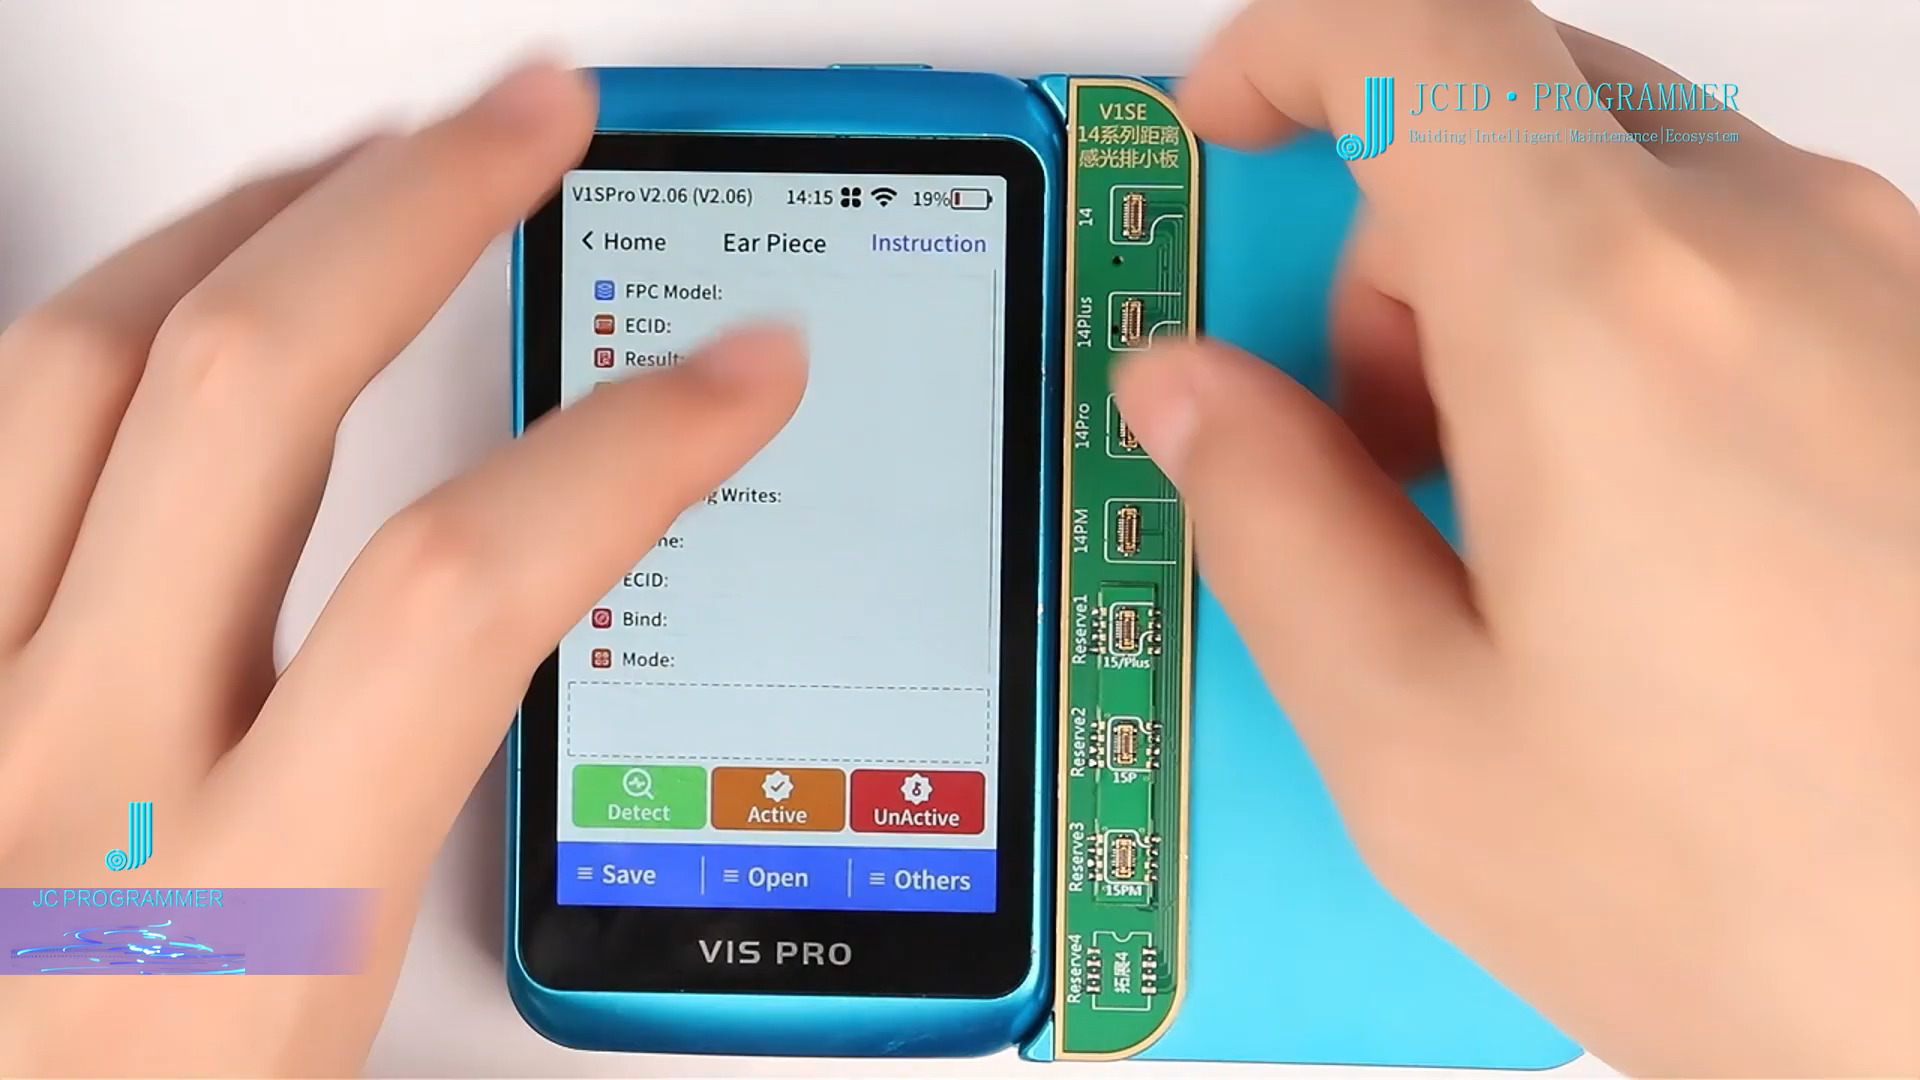 JCID・PROGRAMMER
Buiding|Intelligent|Maintenance|Ecosystem
V1SE
14系列距离
感光排小板
14
14Plus
14Pro
14PM
Reserve1
15/Plus
Reserve2
15P
Reserve3
15PM
Reserve4
拓展4
V1SPro V2.06 (V2.06) 14:15 19%
< Home Ear Piece Instruction
FPC Model:
ECID:
Result:
Writes:
ECID:
Bind:
Mode:
Detect Active UnActive
Save Open Others
VIS PRO
JC PROGRAMMER